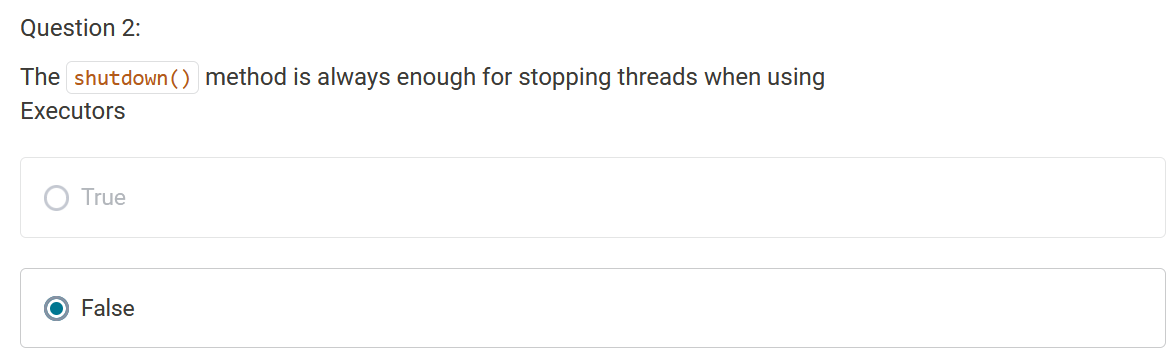 Question 2:
The shutdown() method is always enough for stopping threads when using
Executors
True
False